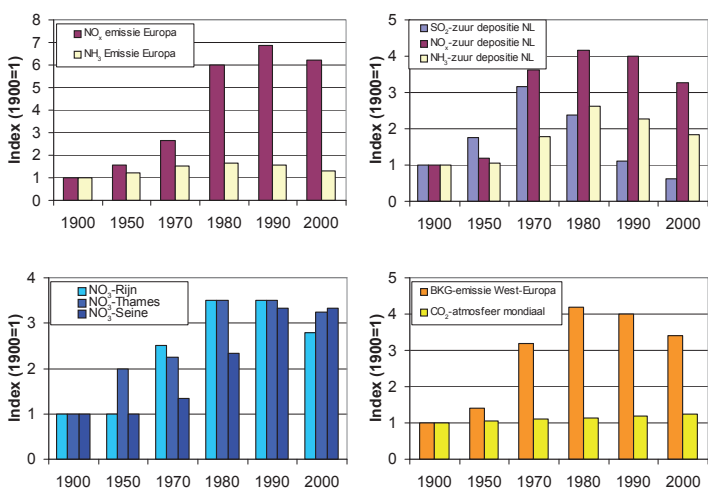 Index (1900=1)
8
7
6
5
4
3
2
1
0
NOx emissie Europa
NH3 Emissie Europa
1900 1950 1970 1980 1990 2000
Index (1900=1)
5
4
3
2
1
0
SO2-zuur depositie NL
NOx-zuur depositie NL
NH3-zuur depositie NL
1900 1950 1970 1980 1990 2000
Index (1900=1)
4
3
2
1
0
NO3-Rijn
NO3-Thames
NO3-Seine
1900 1950 1970 1980 1990 2000
Index (1900=1)
5
4
3
2
1
0
BKG-emissie West-Europa
CO2-atmosfeer mondiaal
1900 1950 1970 1980 1990 2000